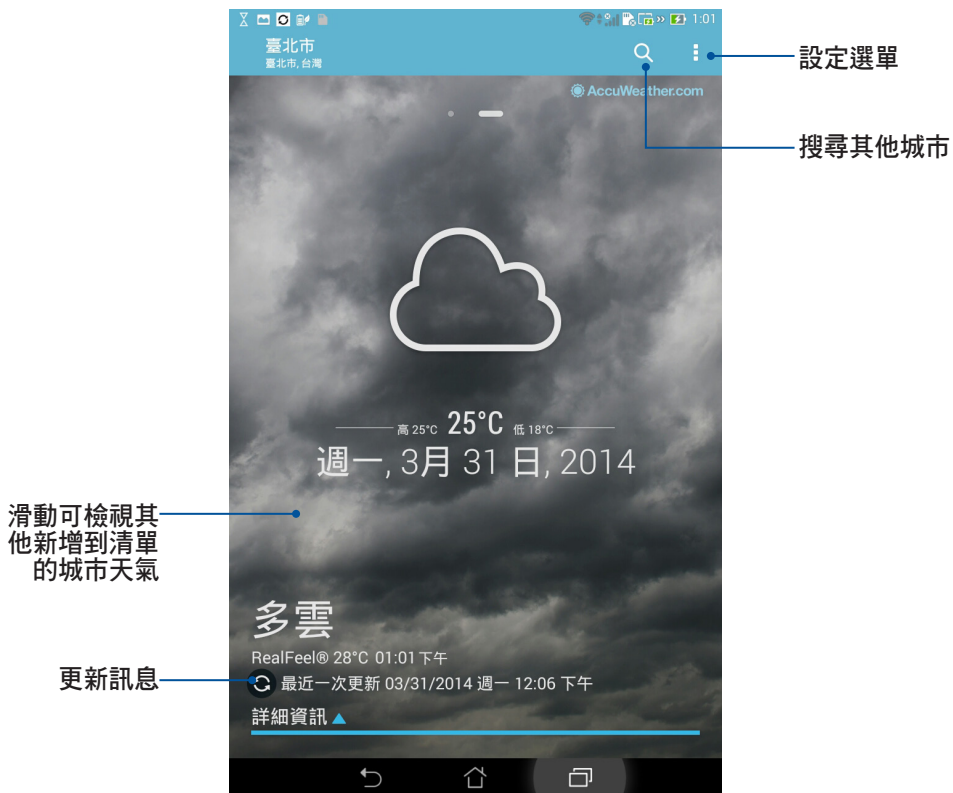 1:01
臺北市
臺北市, 台灣
設定選單
AccuWeather.com
搜尋其他城市
高 25°C 25°C 低 18°C
週一, 3月 31 日, 2014
滑動可檢視其
他新增到清單
的城市天氣
多雲
RealFeel® 28°C 01:01下午
更新訊息
最近一次更新 03/31/2014 週一 12:06 下午
詳細資訊